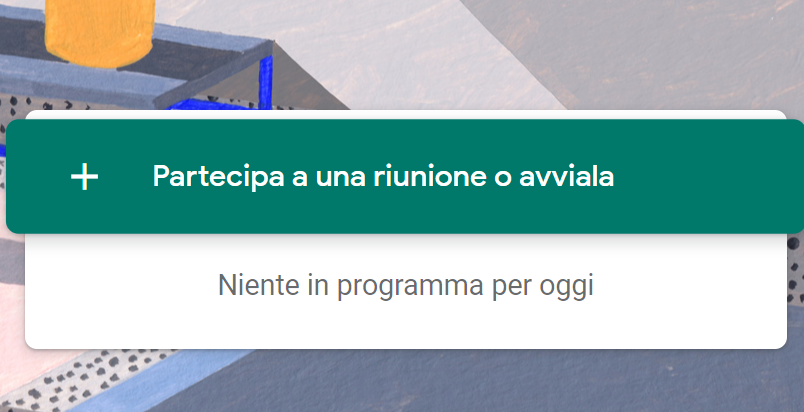 Partecipa a una riunione o avviala
Niente in programma per oggi